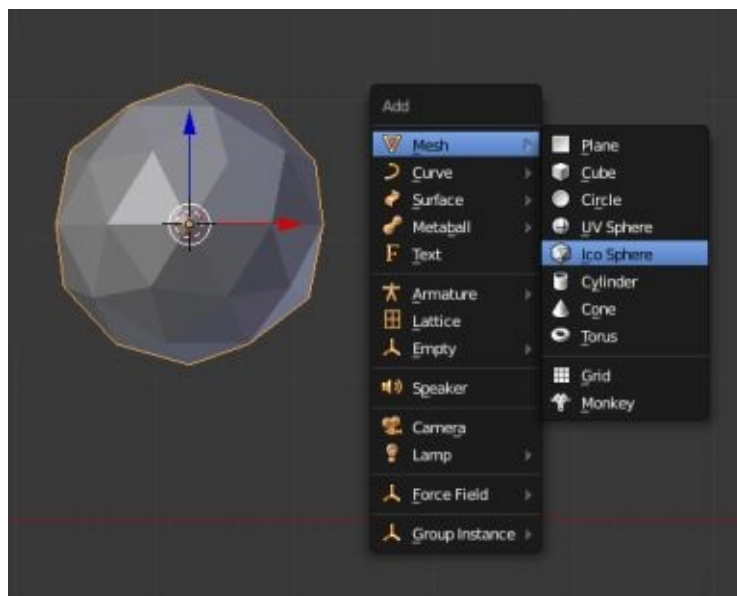 Add
Mesh
Curve
Surface
Metaball
Text
Armature
Lattice
Empty
Speaker
Camera
Lamp
Force Field
Group Instance
Plane
Cube
Circle
UV Sphere
Ico Sphere
Cylinder
Cone
Torus
Grid
Monkey